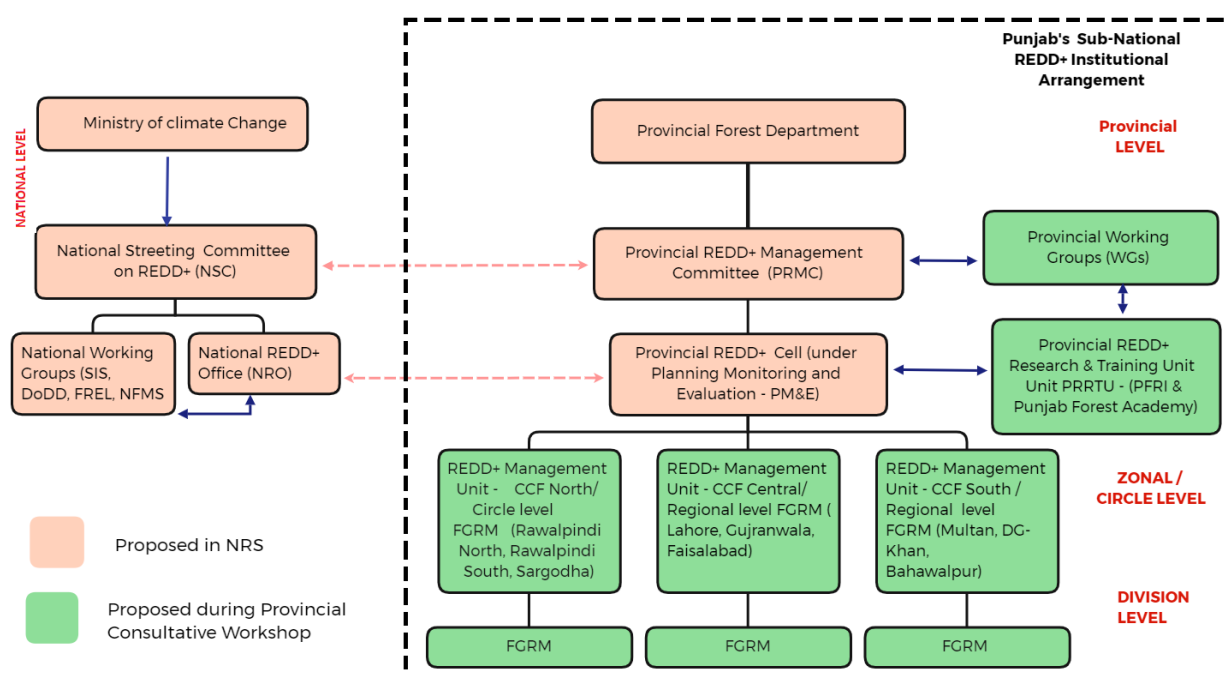 Punjab's Sub-National
REDD+ Institutional
Arrangement
NATIONAL LEVEL
Ministry of climate Change
Provincial Forest Department
Provincial
LEVEL
National Streeting Committee
on REDD+ (NSC)
Provincial REDD+ Management
Committee (PRMC)
Provincial Working
Groups (WGs)
National Working
Groups (SIS,
DoDD, FREL, NFMS
National REDD+
Office (NRO)
Provincial REDD+ Cell (under
Planning Monitoring and
Evaluation - PM&E)
Provincial REDD+
Research & Training Unit
Unit PRRTU - (PFRI &
Punjab Forest Academy)
REDD+ Management
Unit - CCF North/
Circle level
FGRM (Rawalpindi
North, Rawalpindi
South, Sargodha)
REDD+ Management
Unit - CCF Central/
Regional level FGRM (
Lahore, Gujranwala,
Faisalabad)
REDD+ Management
Unit - CCF South /
Regional level
FGRM (Multan, DG-
Khan,
Bahawalpur)
ZONAL /
CIRCLE LEVEL
Proposed in NRS
Proposed during Provincial
Consultative Workshop
DIVISION
LEVEL
FGRM
FGRM
FGRM